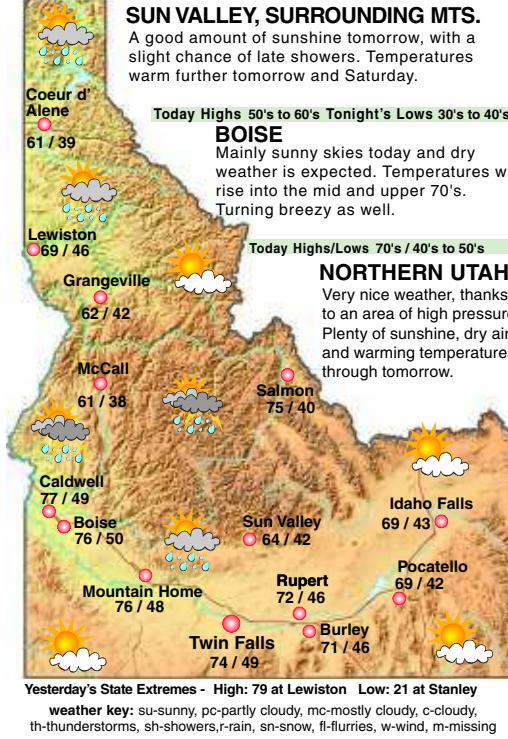 SUN VALLEY, SURROUNDING MTS.
A good amount of sunshine tomorrow, with a
slight chance of late showers. Temperatures
warm further tomorrow and Saturday.
Today Highs 50's to 60's Tonight's Lows 30's to 40's
BOISE
Mainly sunny skies today and dry
weather is expected. Temperatures w
rise into the mid and upper 70's.
Turning breezy as well.
Today Highs/Lows 70's / 40's to 50's
NORTHERN UTAH
Very nice weather, thanks
to an area of high pressure
Plenty of sunshine, dry air
and warming temperature
through tomorrow.
Coeur d'
Alene
61 / 39
Lewiston
69 / 46
Grangeville
62 / 42
McCall
61 / 38
Salmon
75 / 40
Caldwell
77 / 49
Boise
76 / 50
Sun Valley
64 / 42
Idaho Falls
69 / 43
Mountain Home
76 / 48
Rupert
72 / 46
Pocatello
69 / 42
Twin Falls
74 / 49
Burley
71 / 46
Yesterday's State Extremes - High: 79 at Lewiston Low: 21 at Stanley
weather key: su-sunny, pc-partly cloudy, mc-mostly cloudy, c-cloudy,
th-thunderstorms, sh-showers,r-rain, sn-snow, fl-flurries, w-wind, m-missing